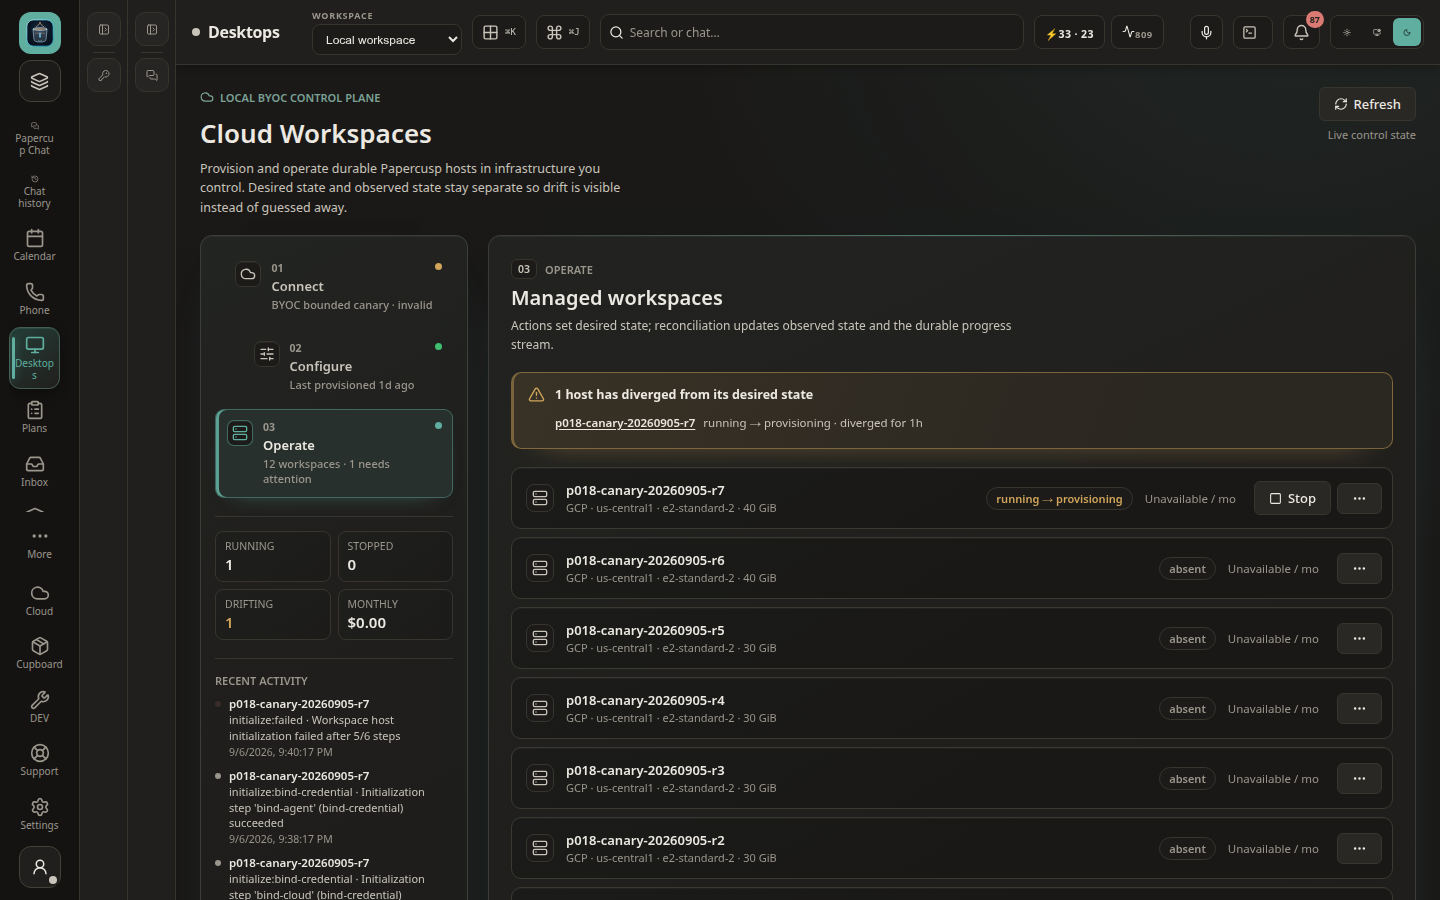 Papercu
p Chat
Chat
history
Calendar
Phone
Desktop
s
Plans
Inbox
More
Cloud
Cupboard
DEV
Support
Settings
Desktops
WORKSPACE
Local workspace
⌘K
⌘J
Search or chat...
⚡33 · 23
809
87
LOCAL BYOC CONTROL PLANE
Cloud Workspaces
Provision and operate durable Papercusp hosts in infrastructure you
control. Desired state and observed state stay separate so drift is visible
instead of guessed away.
Refresh
Live control state
01
Connect
BYOC bounded canary · invalid
02
Configure
Last provisioned 1d ago
03
Operate
12 workspaces · 1 needs
attention
RUNNING
1
STOPPED
0
DRIFTING
1
MONTHLY
$0.00
RECENT ACTIVITY
p018-canary-20260905-r7
initialize:failed · Workspace host
initialization failed after 5/6 steps
9/6/2026, 9:40:17 PM
p018-canary-20260905-r7
initialize:bind-credential · Initialization
step 'bind-agent' (bind-credential)
succeeded
9/6/2026, 9:38:17 PM
p018-canary-20260905-r7
initialize:bind-credential · Initialization
step 'bind-cloud' (bind-credential)
03 OPERATE
Managed workspaces
Actions set desired state; reconciliation updates observed state and the durable progress
stream.
1 host has diverged from its desired state
p018-canary-20260905-r7 running → provisioning · diverged for 1h
p018-canary-20260905-r7
GCP · us-central1 · e2-standard-2 · 40 GiB
running → provisioning
Unavailable / mo
Stop
p018-canary-20260905-r6
GCP · us-central1 · e2-standard-2 · 40 GiB
absent
Unavailable / mo
p018-canary-20260905-r5
GCP · us-central1 · e2-standard-2 · 30 GiB
absent
Unavailable / mo
p018-canary-20260905-r4
GCP · us-central1 · e2-standard-2 · 30 GiB
absent
Unavailable / mo
p018-canary-20260905-r3
GCP · us-central1 · e2-standard-2 · 30 GiB
absent
Unavailable / mo
p018-canary-20260905-r2
GCP · us-central1 · e2-standard-2 · 30 GiB
absent
Unavailable / mo